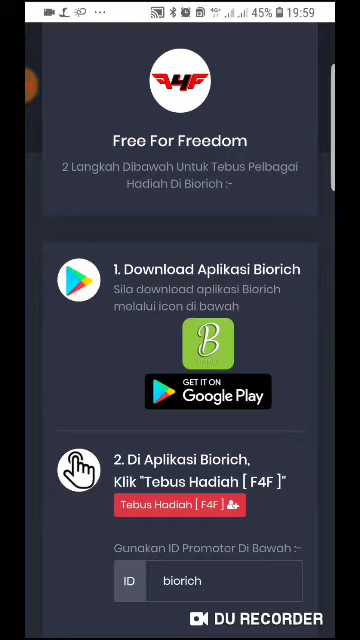 4G+
45% 19:59
F4F
Free For Freedom
2 Langkah Dibawah Untuk Tebus Pelbagai
Hadiah Di Biorich :-
1. Download Aplikasi Biorich
Sila download aplikasi Biorich
melalui icon di bawah
B
GET IT ON
Google Play
2. Di Aplikasi Biorich,
Klik "Tebus Hadiah [ F4F ]"
Tebus Hadiah [ F4F ]
Gunakan ID Promoter Di Bawah :-
ID biorich
DU RECORDER